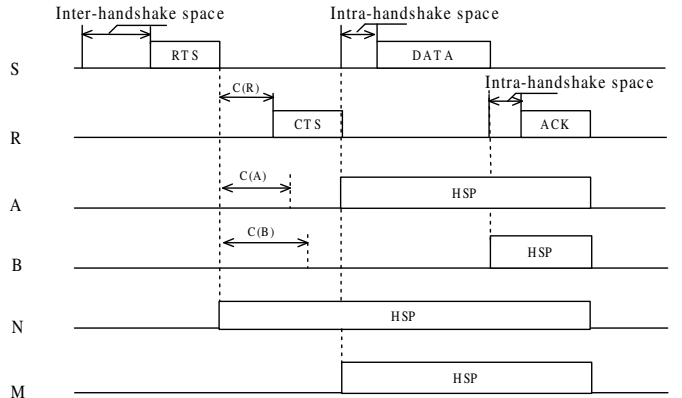 Inter-handshake space
Intra-handshake space
RTS
DATA
S
Intra-handshake space
C(R)
CTS
ACK
R
C(A)
HSP
A
C(B)
HSP
B
HSP
N
HSP
M